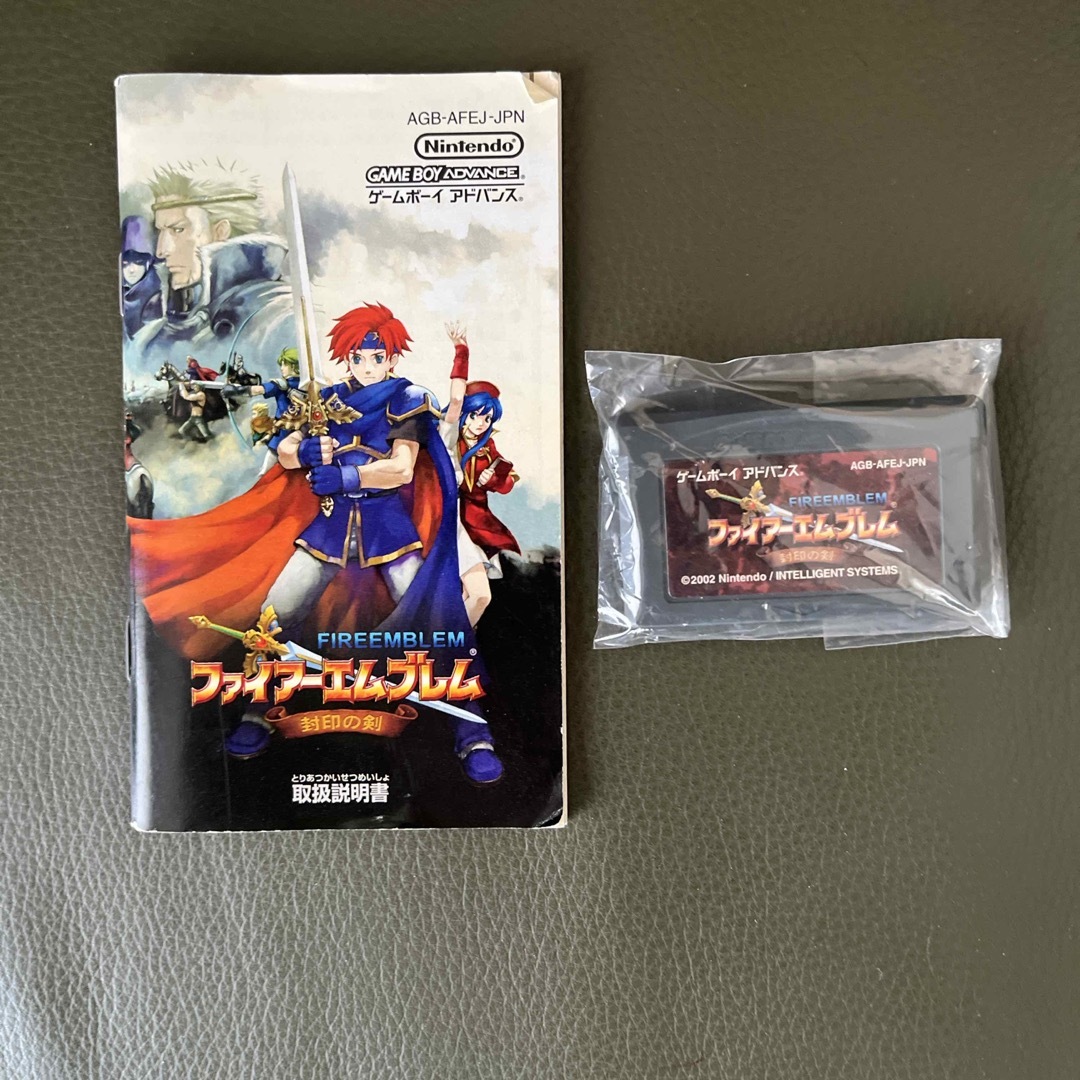 AGB-AFEJ-JPN
Nintendo®
GAME BOY ADVANCE®
ゲームボーイ アドバンス®
FIREEMBLEM
ファイアーエムブレム®
封印の剣
とりあつかいせつめいしょ
取扱説明書
ゲームボーイ アドバンス®
AGB-AFEJ-JPN
FIREEMBLEM
ファイアーエムブレム
封印の剣
©2002 Nintendo / INTELLIGENT SYSTEMS